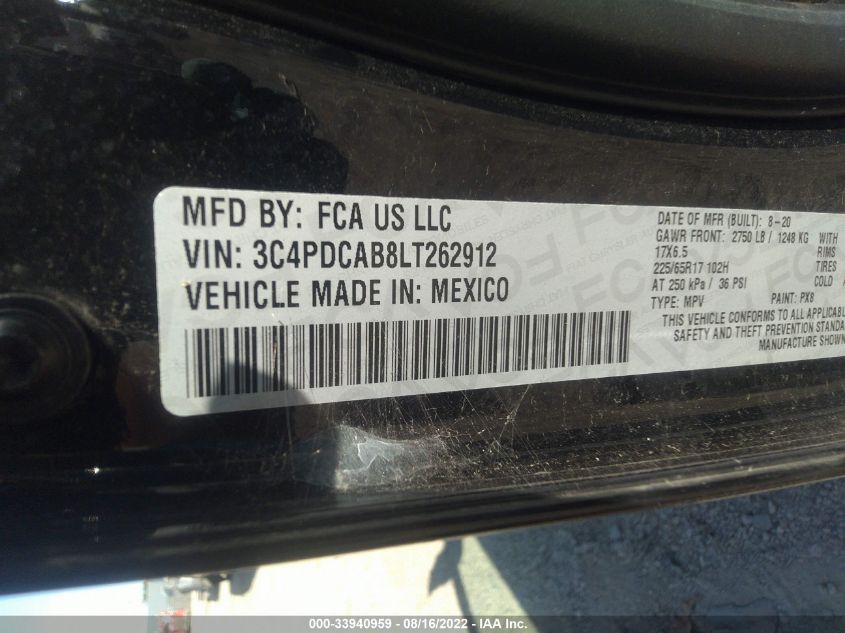 MFD BY: FCA US LLC
VIN: 3C4PDCAB8LT262912
VEHICLE MADE IN: MEXICO
DATE OF MFR (BUILT): 8-20
GAWR FRONT: 2750 LB / 1248 KG WITH
17X6.5 RIMS
225/65R17 102H TIRES
AT 250 kPa / 36 PSI COLD
TYPE: MPV PAINT: PX8
THIS VEHICLE CONFORMS TO ALL APPLICABL
SAFETY AND THEFT PREVENTION STANDA
MANUFACTURE SHOWN
000-33940959 - 08/16/2022 - IAA Inc.